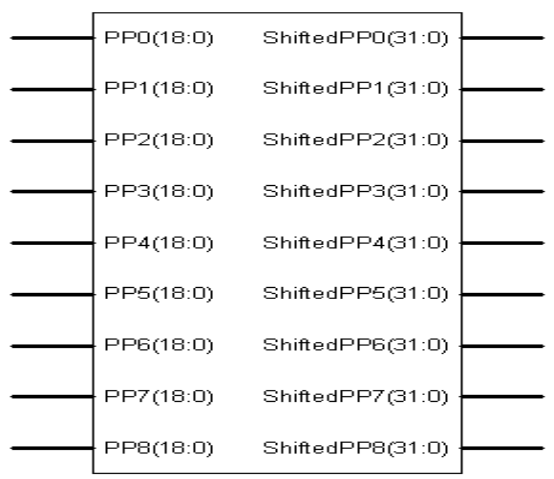 PP0(18:0) ShiftedPP0(31:0)
PP1(18:0) ShiftedPP1(31:0)
PP2(18:0) ShiftedPP2(31:0)
PP3(18:0) ShiftedPP3(31:0)
PP4(18:0) ShiftedPP4(31:0)
PP5(18:0) ShiftedPP5(31:0)
PP6(18:0) ShiftedPP6(31:0)
PP7(18:0) ShiftedPP7(31:0)
PP8(18:0) ShiftedPP8(31:0)